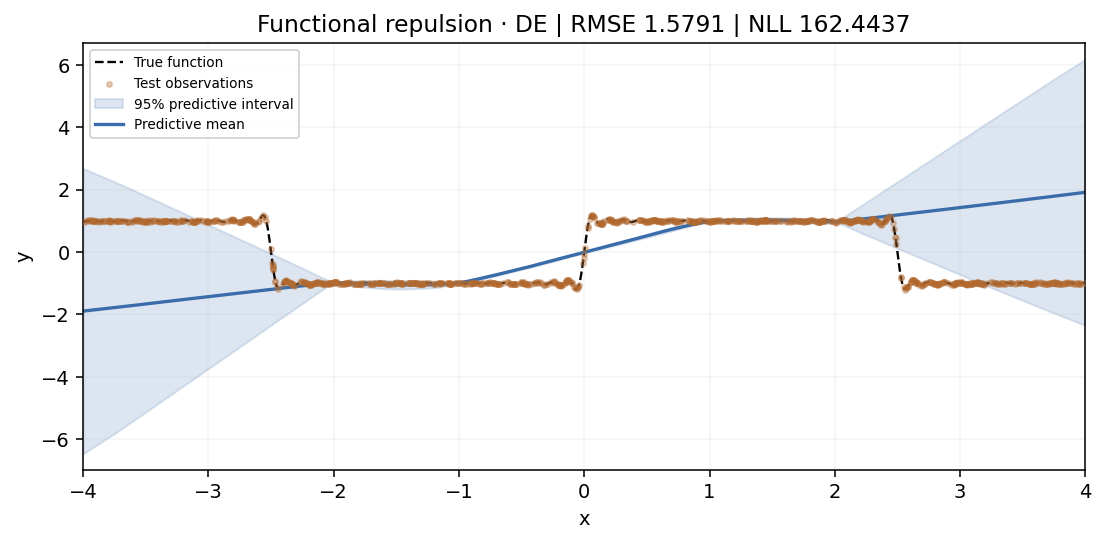 Functional repulsion · DE | RMSE 1.5791 | NLL 162.4437
True function
Test observations
95% predictive interval
Predictive mean
6
4
2
0
−2
−4
−6
y
−4
−3
−2
−1
0
1
2
3
4
x